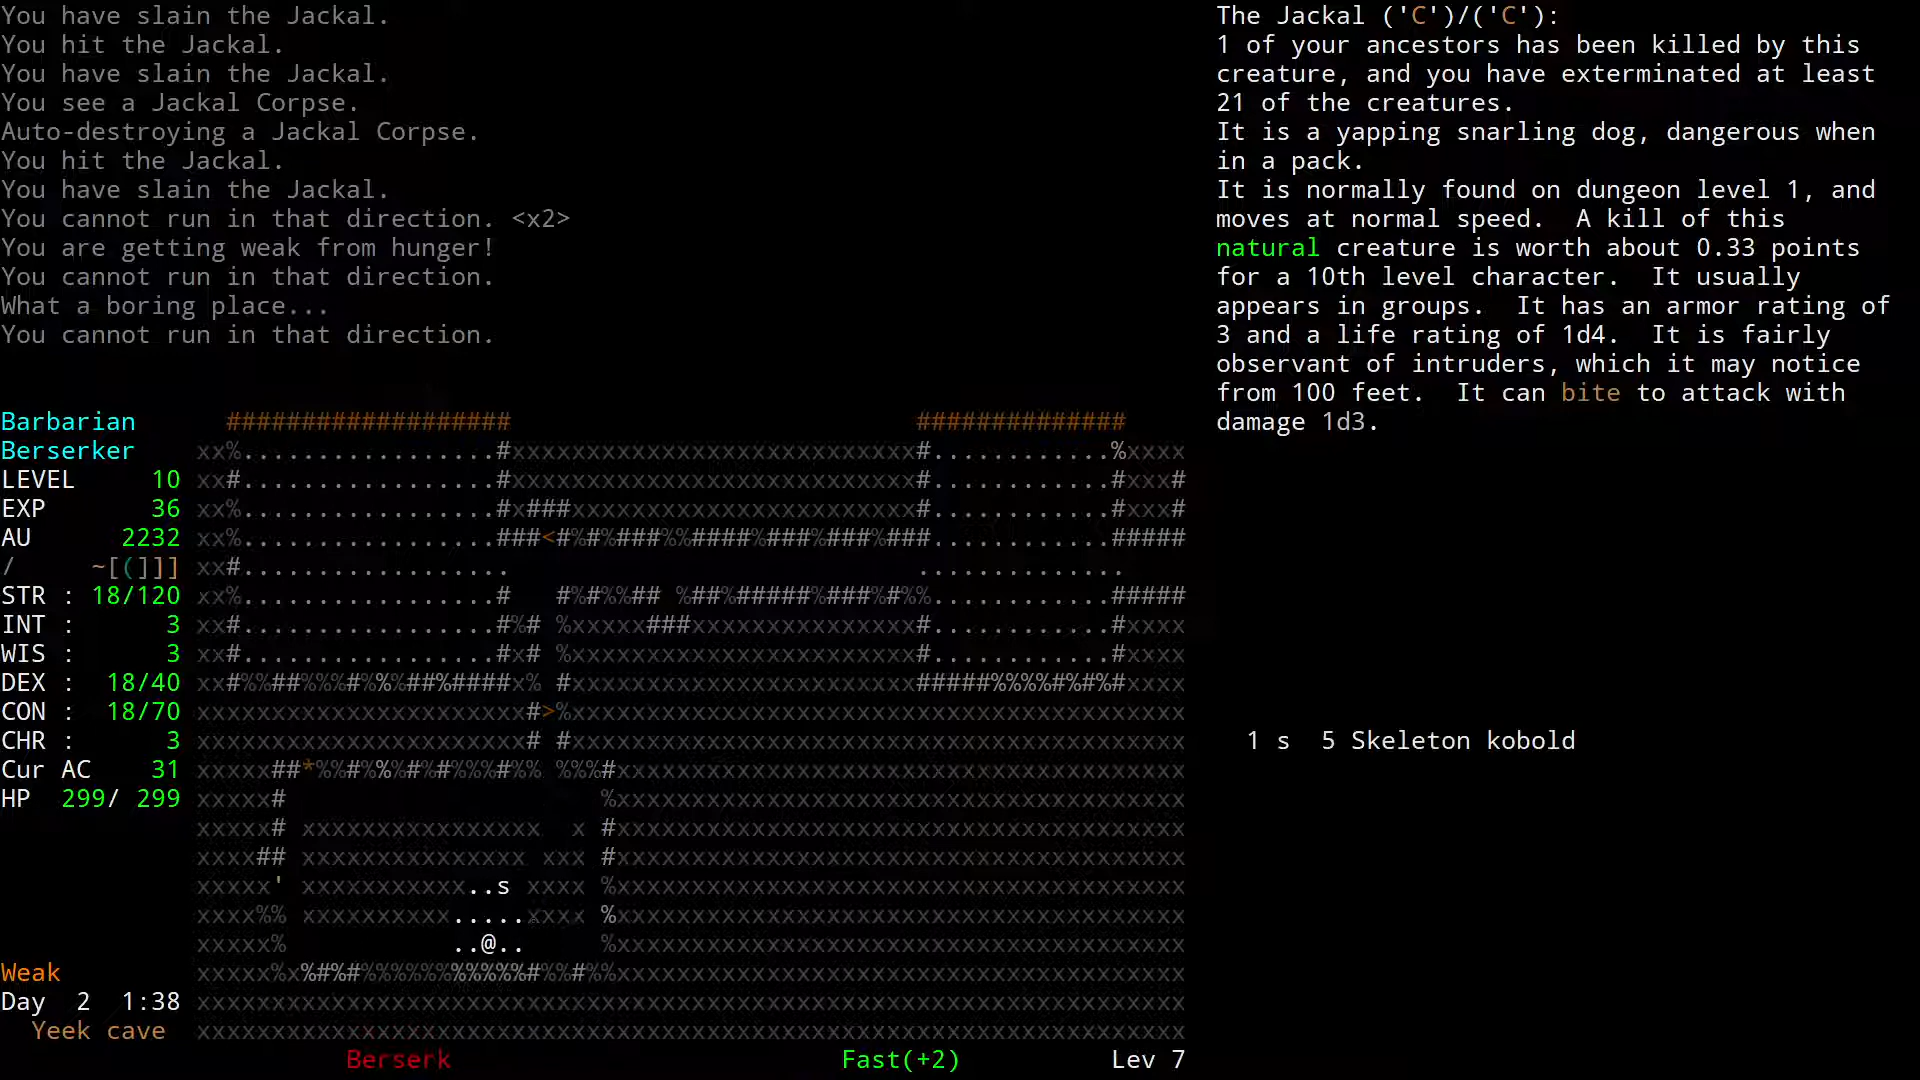 You have slain the Jackal.
You hit the Jackal.
You have slain the Jackal.
You see a Jackal Corpse.
Auto-destroying a Jackal Corpse.
You hit the Jackal.
You have slain the Jackal.
You cannot run in that direction. <x2>
You are getting weak from hunger!
You cannot run in that direction.
What a boring place...
You cannot run in that direction.
The Jackal ('C')/('C'):
1 of your ancestors has been killed by this
creature, and you have exterminated at least
21 of the creatures.
It is a yapping snarling dog, dangerous when
in a pack.
It is normally found on dungeon level 1, and
moves at normal speed.  A kill of this
natural creature is worth about 0.33 points
for a 10th level character.  It usually
appears in groups.  It has an armor rating of
3 and a life rating of 1d4.  It is fairly
observant of intruders, which it may notice
from 100 feet.  It can bite to attack with
damage 1d3.
Barbarian
Berserker
LEVEL 10
EXP 36
AU 2232
/ ~[(]]]
STR : 18/120
INT : 3
WIS : 3
DEX : 18/40
CON : 18/70
CHR : 3
Cur AC 31
HP 299/ 299
Weak
Day 2 1:38
Yeek cave
1 s 5 Skeleton kobold
Berserk
Fast(+2)
Lev 7